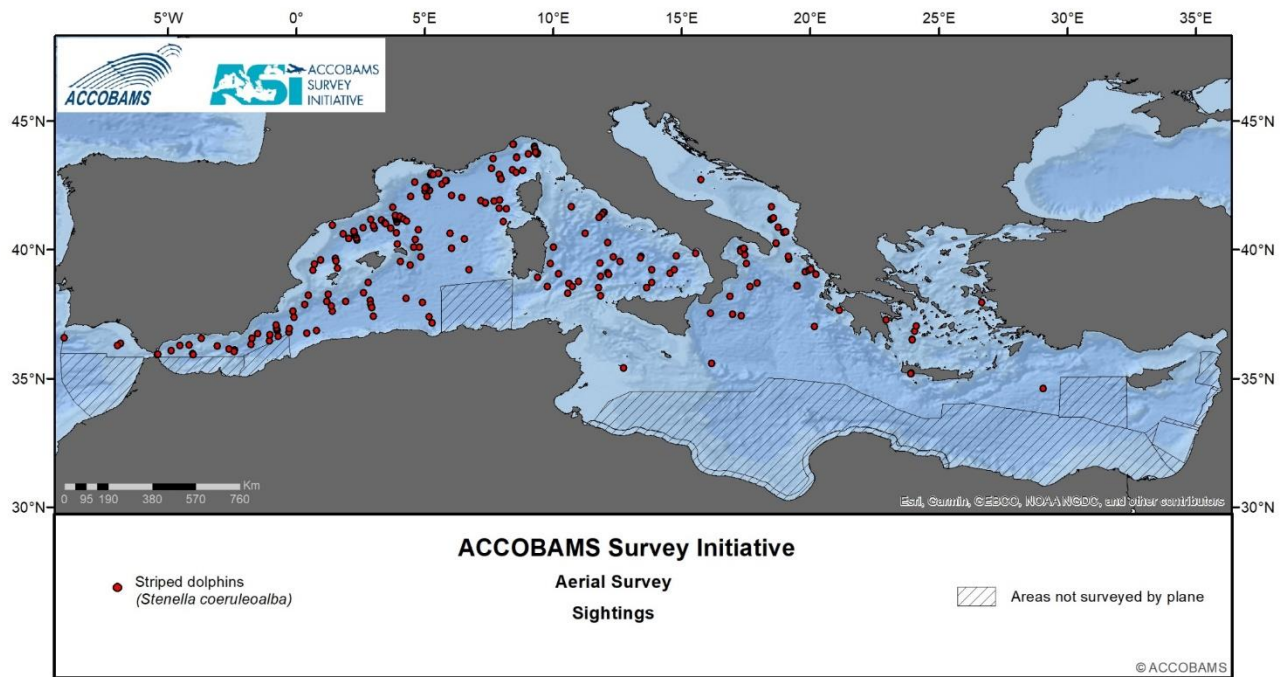 5°W 0° 5°E 10°E 15°E 20°E 25°E 30°E 35°E
ACCOBAMS
ASI
ACCOBAMS
SURVEY
INITIATIVE
45°N 45°N
40°N 40°N
35°N 35°N
Km
0 95 190 380 570 760
30°N 30°N
Esri, Garmin, GEBCO, NOAA NGDC, and other contributors
ACCOBAMS Survey Initiative
Aerial Survey
Sightings
Striped dolphins
(Stenella coeruleoalba)
Areas not surveyed by plane
© ACCOBAMS